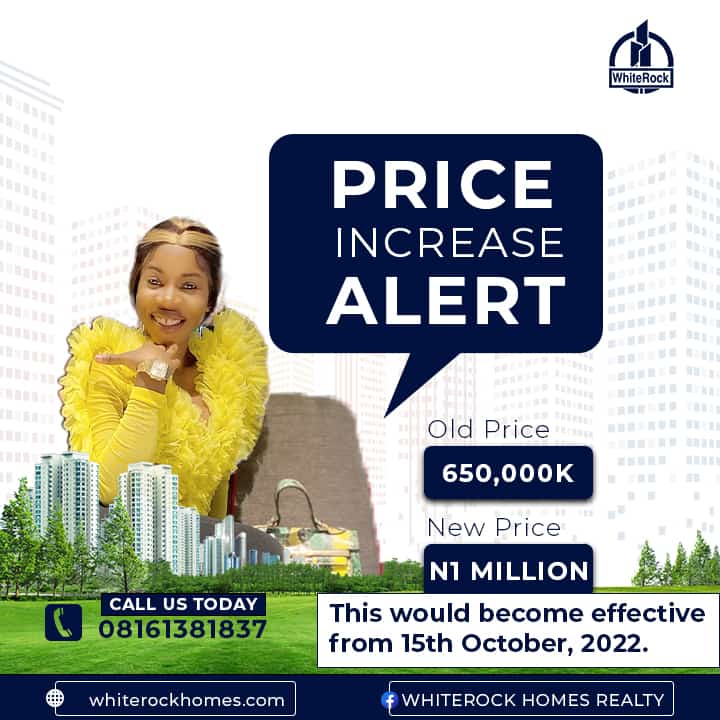 WhiteRock
PRICE
INCREASE
ALERT
Old Price
650,000K
New Price
N1 MILLION
CALL US TODAY
08161381837
This would become effective
from 15th October, 2022.
whiterockhomes.com
WHITEROCK HOMES REALTY